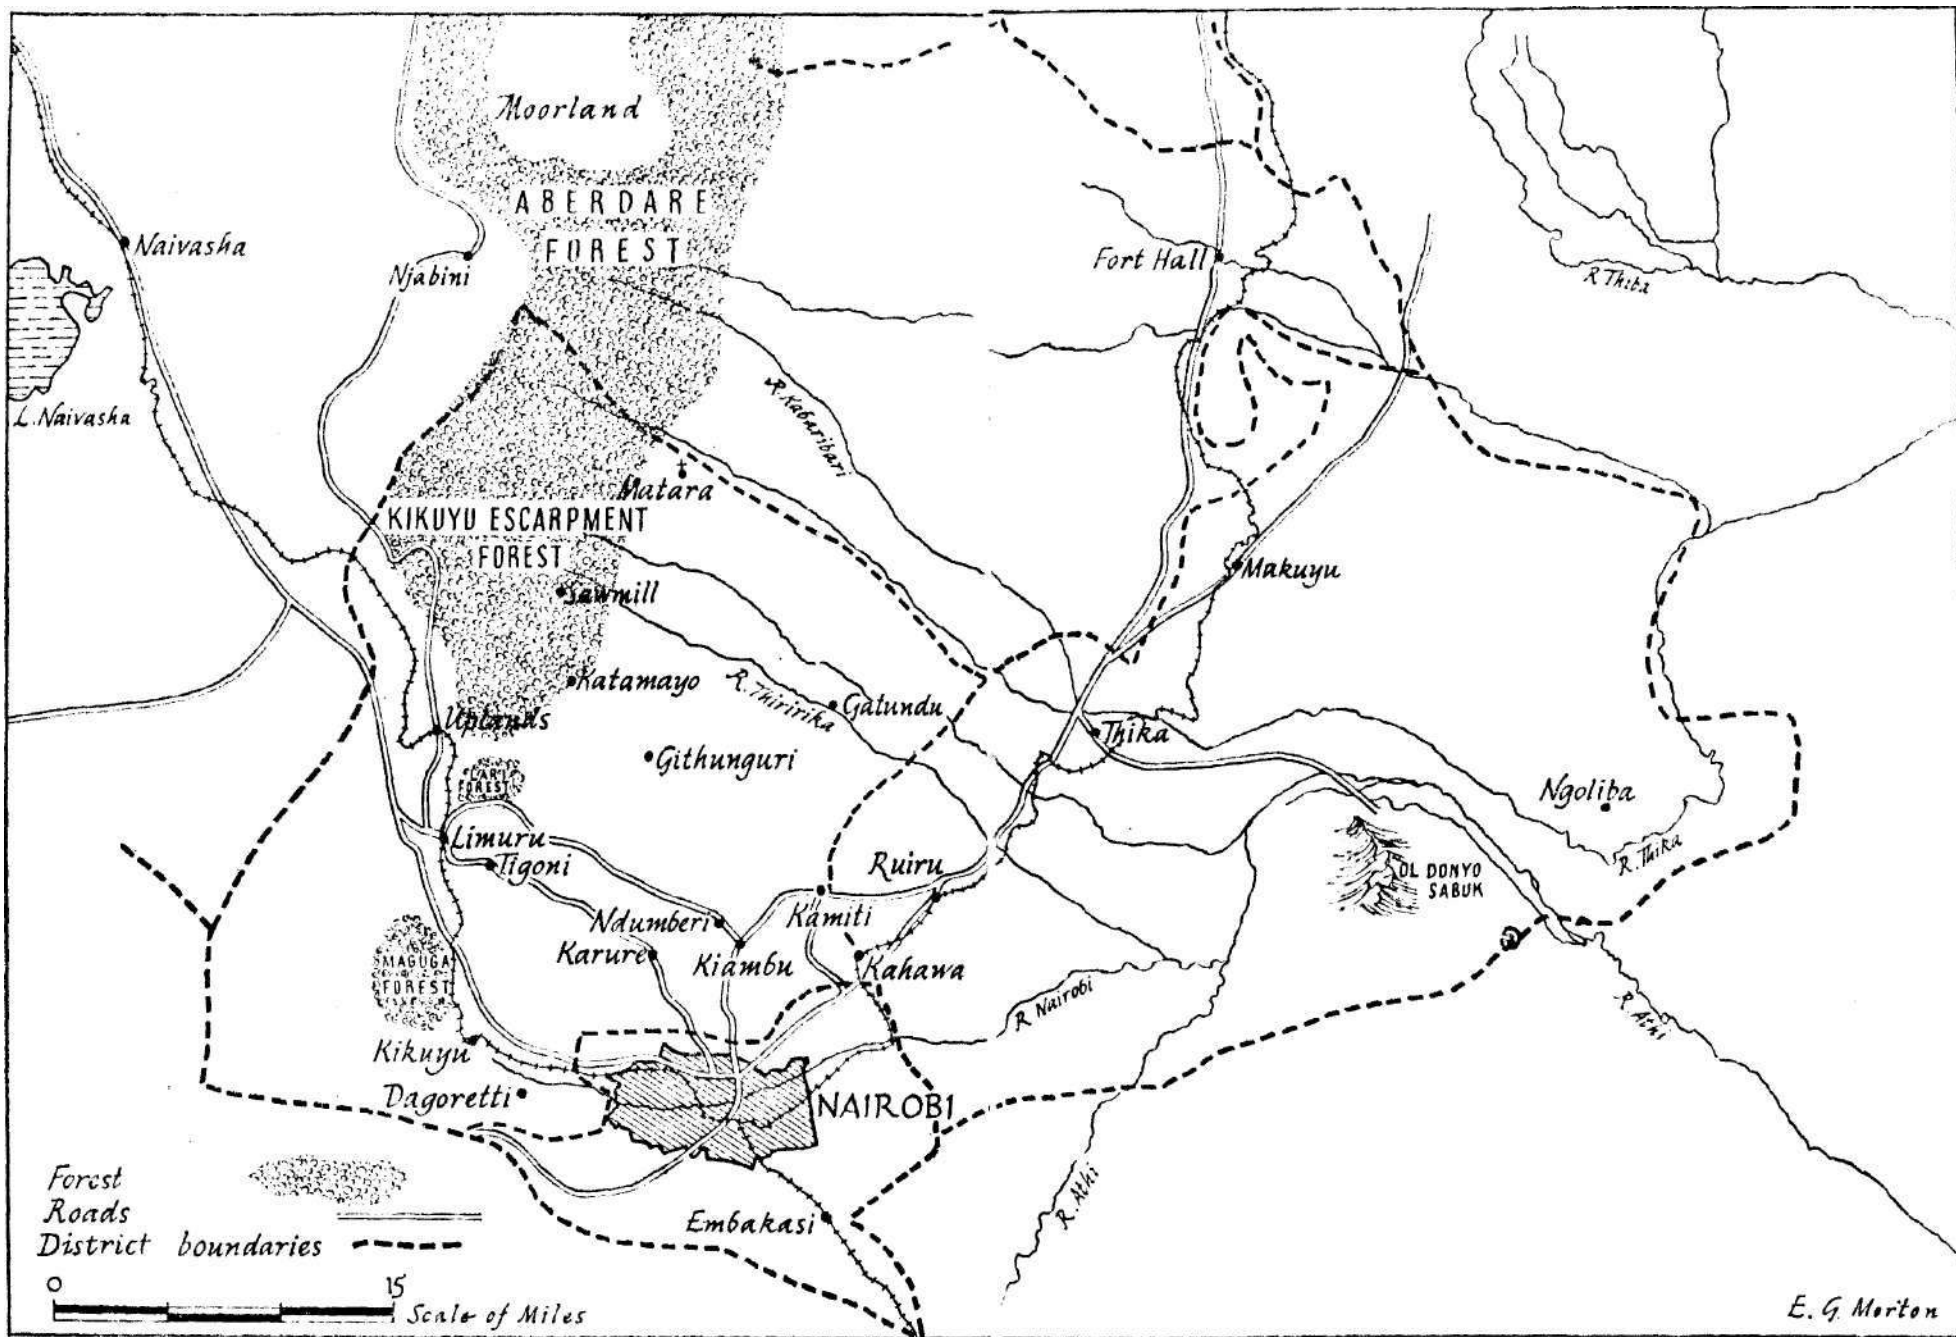 Moorland
ABERDARE
FOREST
Naivasha
Njabini
Fort Hall
R Thiba
L. Naivasha
R. Kabaribari
Matara
KIKUYU ESCARPMENT
FOREST
Makuyu
Sawmill
Katamayo
R. Thiririka
Gatundu
Uplands
Thika
Githunguri
LARI
FOREST
Ngoliba
Limuru
Tigoni
Ruiru
R. Thika
OL DONYO
SABUK
Kamiti
Ndumberi
Karure
Kiambu
Kahawa
MAGUGA
FOREST
R Nairobi
R. Athi
Kikuyu
Dagoretti
NAIROBI
R. Athi
Embakasi
Forest
Roads
District boundaries
0 15
Scale of Miles
E. G. Morton